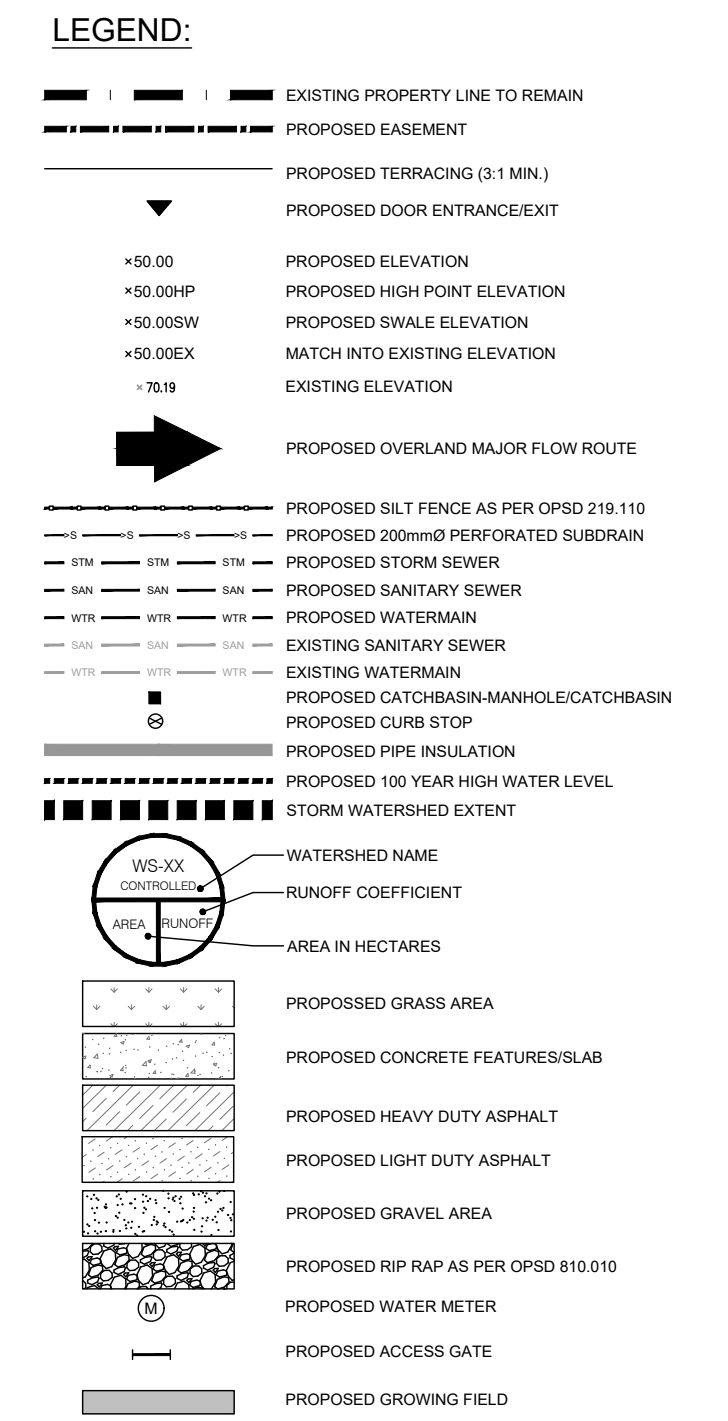 LEGEND:
EXISTING PROPERTY LINE TO REMAIN
PROPOSED EASEMENT
PROPOSED TERRACING (3:1 MIN.)
PROPOSED DOOR ENTRANCE/EXIT
×50.00 PROPOSED ELEVATION
×50.00HP PROPOSED HIGH POINT ELEVATION
×50.00SW PROPOSED SWALE ELEVATION
×50.00EX MATCH INTO EXISTING ELEVATION
×70.19 EXISTING ELEVATION
PROPOSED OVERLAND MAJOR FLOW ROUTE
PROPOSED SILT FENCE AS PER OPSD 219.110
>S >S >S >S PROPOSED 200mmØ PERFORATED SUBDRAIN
STM STM STM PROPOSED STORM SEWER
SAN SAN SAN PROPOSED SANITARY SEWER
WTR WTR WTR PROPOSED WATERMAIN
SAN SAN SAN EXISTING SANITARY SEWER
WTR WTR WTR EXISTING WATERMAIN
PROPOSED CATCHBASIN-MANHOLE/CATCHBASIN
PROPOSED CURB STOP
PROPOSED PIPE INSULATION
PROPOSED 100 YEAR HIGH WATER LEVEL
STORM WATERSHED EXTENT
WS-XX WATERSHED NAME
CONTROLLED
RUNOFF COEFFICIENT
AREA RUNOFF
AREA IN HECTARES
PROPOSSED GRASS AREA
PROPOSED CONCRETE FEATURES/SLAB
PROPOSED HEAVY DUTY ASPHALT
PROPOSED LIGHT DUTY ASPHALT
PROPOSED GRAVEL AREA
PROPOSED RIP RAP AS PER OPSD 810.010
M PROPOSED WATER METER
PROPOSED ACCESS GATE
PROPOSED GROWING FIELD